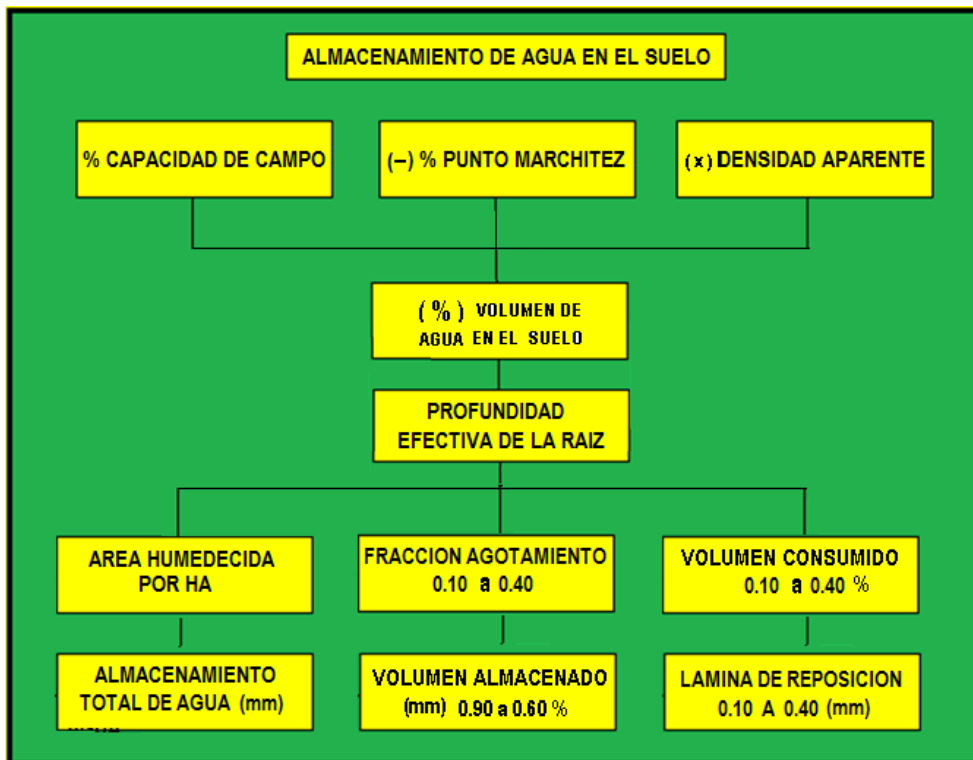 ALMACENAMIENTO DE AGUA EN EL SUELO
% CAPACIDAD DE CAMPO
(–) % PUNTO MARCHITEZ
(x) DENSIDAD APARENTE
( % ) VOLUMEN DE
AGUA EN EL SUELO
PROFUNDIDAD
EFECTIVA DE LA RAIZ
AREA HUMEDECIDA
POR HA
FRACCION AGOTAMIENTO
0.10 a 0.40
VOLUMEN CONSUMIDO
0.10 a 0.40 %
ALMACENAMIENTO
TOTAL DE AGUA (mm)
VOLUMEN ALMACENADO
(mm) 0.90 a 0.60 %
LAMINA DE REPOSICION
0.10 A 0.40 (mm)